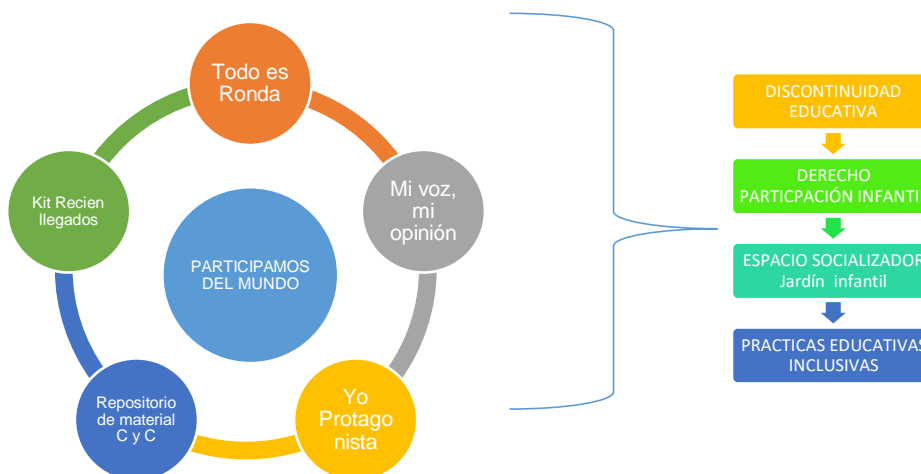 Todo es
Ronda
Mi voz,
mi
opinión
Yo
Protago
nista
Repositorio
de material
C y C
Kit Recien
llegados
PARTICIPAMOS
DEL MUNDO
DISCONTINUIDAD
EDUCATIVA
DERECHO
PARTICPACIÓN INFANTI
ESPACIO SOCIALIZADOR
Jardín infantil
PRACTICAS EDUCATIVAS
INCLUSIVAS